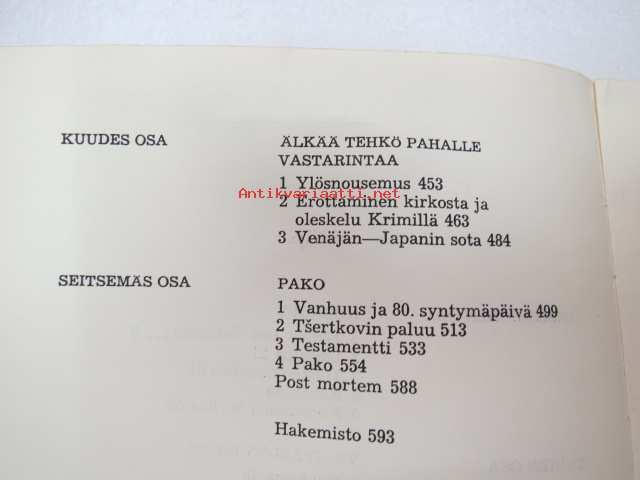 KUUDES OSA
ÄLKÄÄ TEHKÖ PAHALLE
VASTARINTAA
1 Ylösnousemus 453
Antikvariaatti.net
2 Erottaminen kirkosta ja
oleskelu Krimillä 463
3 Venäjän—Japanin sota 484
SEITSEMÄS OSA
PAKO
1 Vanhuus ja 80. syntymäpäivä 499
2 Tšertkovin paluu 513
3 Testamentti 533
4 Pako 554
Post mortem 588
Hakemisto 593